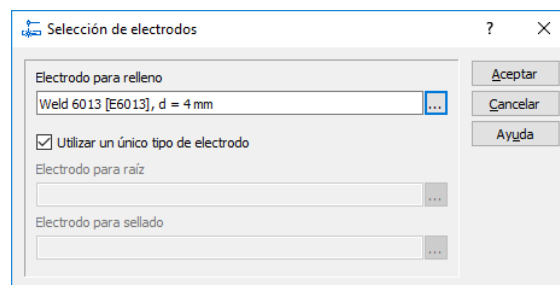 Selección de electrodos
?
Electrodo para relleno
Weld 6013 [E6013], d = 4 mm
...
Utilizar un único tipo de electrodo
Electrodo para raíz
...
Electrodo para sellado
...
Aceptar
Cancelar
Ayuda